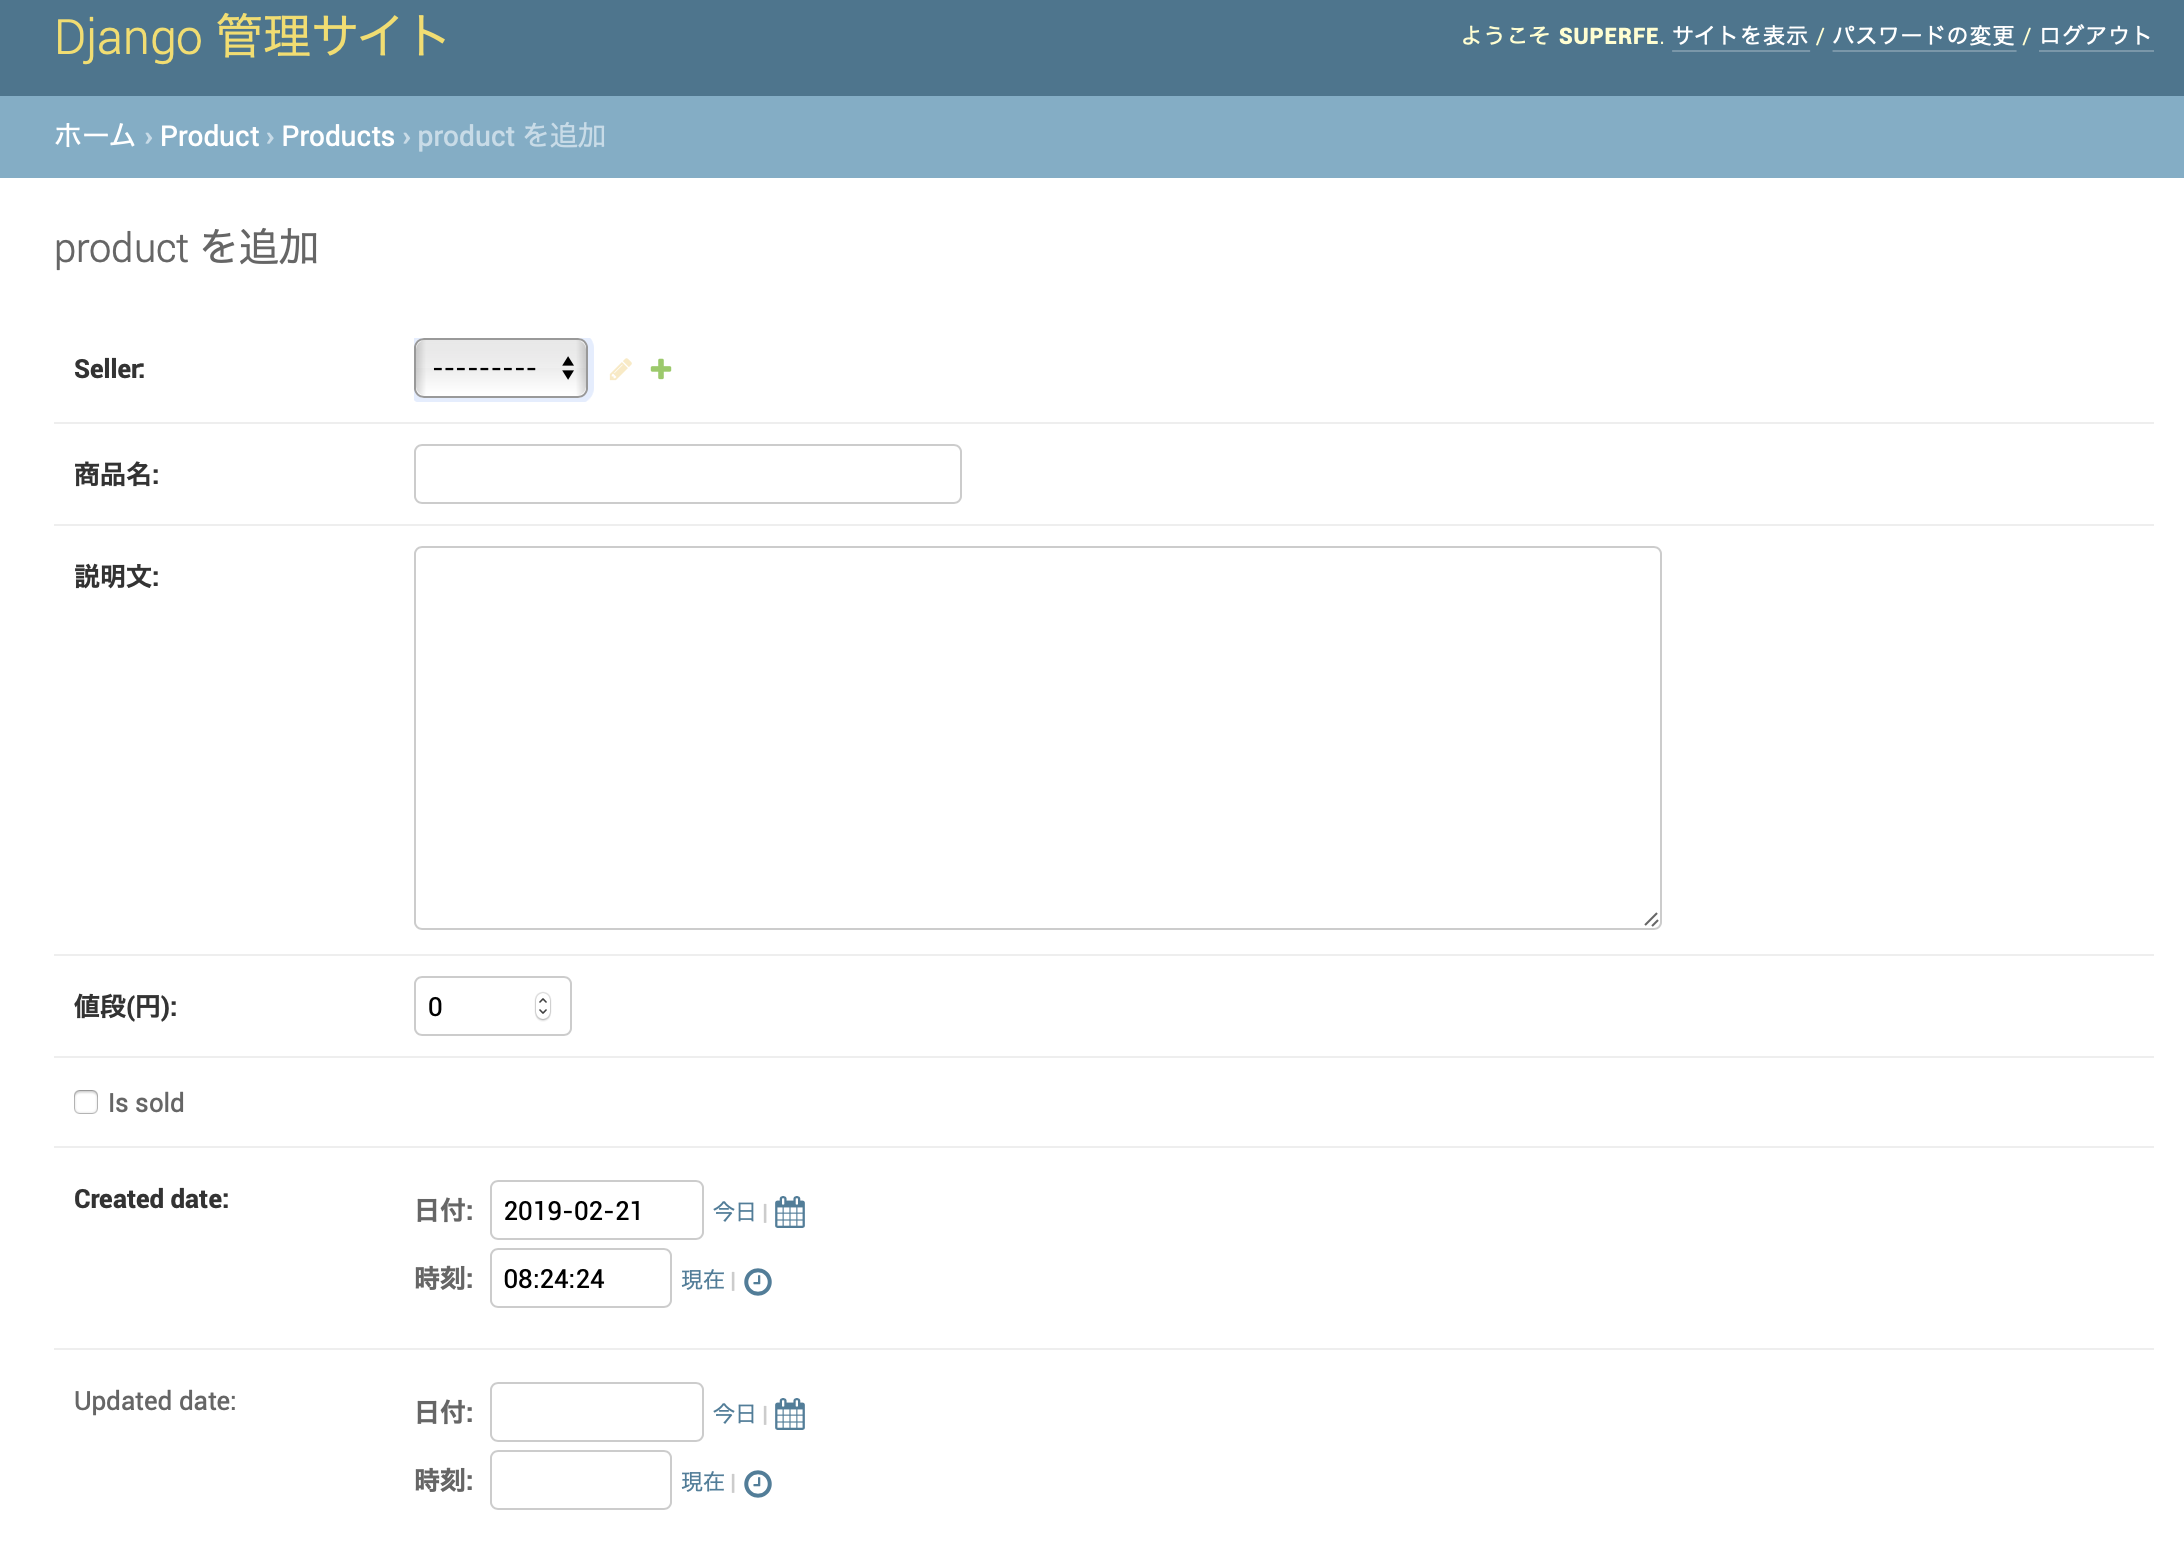 Django 管理サイト
ようこそ SUPERFE. サイトを表示 / パスワードの変更 / ログアウト
ホーム › Product › Products › product を追加
product を追加
Seller:
---------
商品名:
説明文:
値段(円):
0
Is sold
Created date:
日付: 2019-02-21 今日 |
時刻: 08:24:24 現在 |
Updated date:
日付: 今日 |
時刻: 現在 |